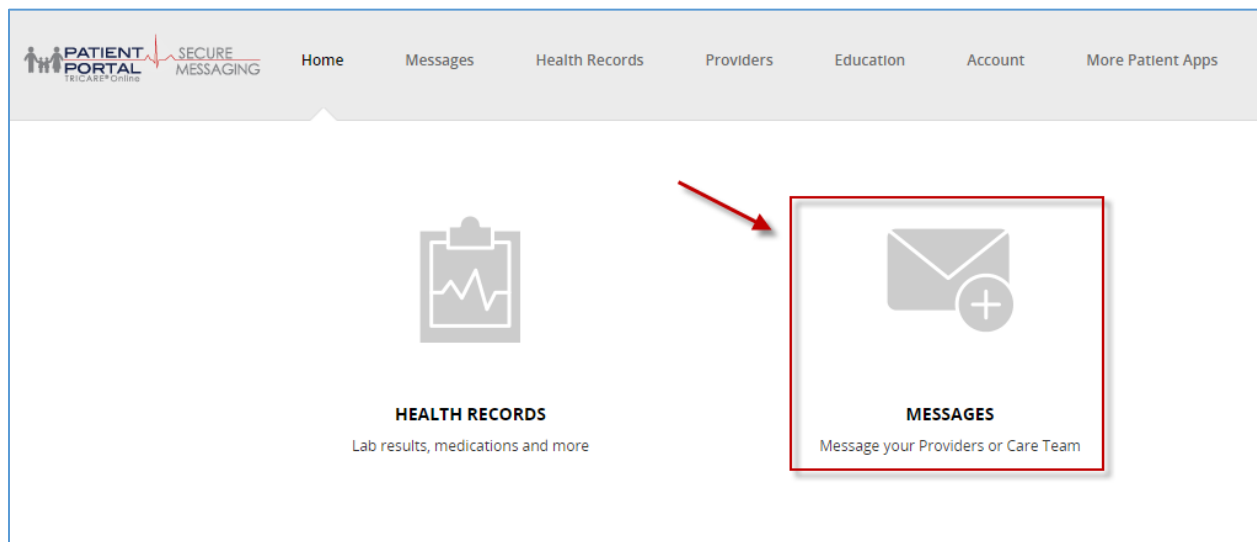 PATIENT
PORTAL
TRICARE®Online
SECURE
MESSAGING
Home Messages Health Records Providers Education Account More Patient Apps
HEALTH RECORDS
Lab results, medications and more
MESSAGES
Message your Providers or Care Team